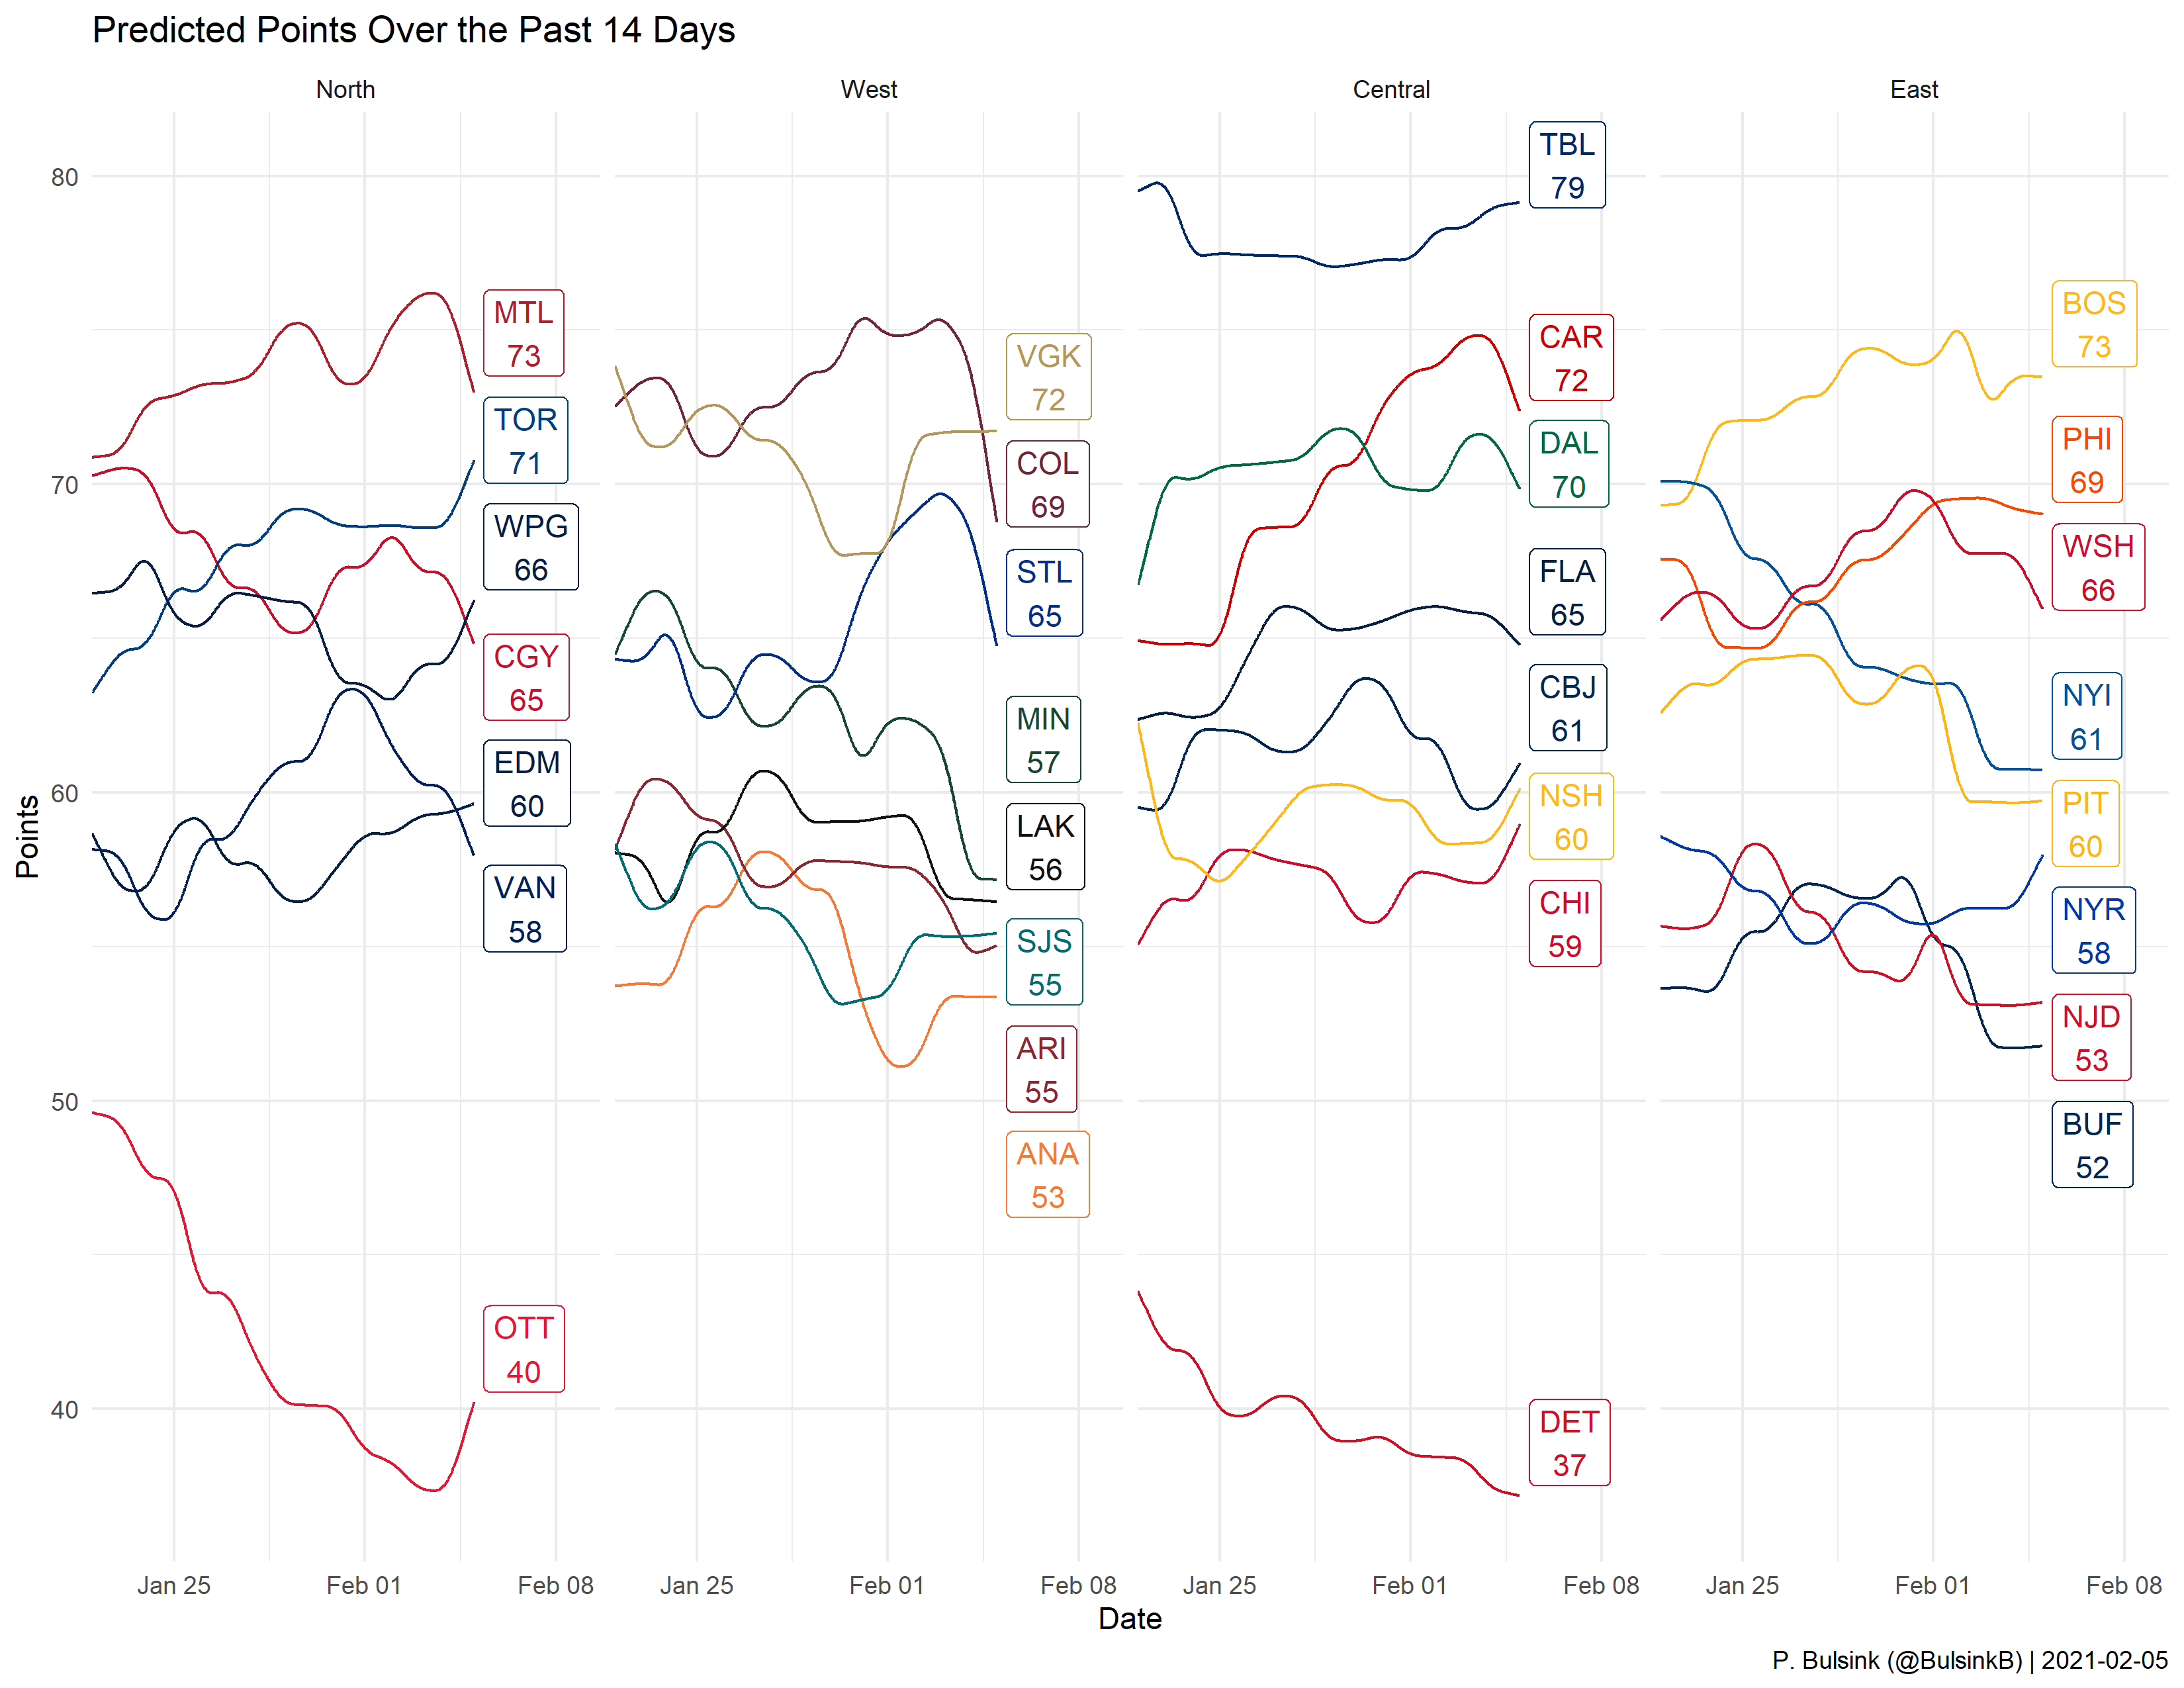 Predicted Points Over the Past 14 Days
North
West
Central
East
Points
80
70
60
50
40
MTL
73
TOR
71
WPG
66
CGY
65
EDM
60
VAN
58
OTT
40
VGK
72
COL
69
STL
65
MIN
57
LAK
56
SJS
55
ARI
55
ANA
53
TBL
79
CAR
72
DAL
70
FLA
65
CBJ
61
NSH
60
CHI
59
DET
37
BOS
73
PHI
69
WSH
66
NYI
61
PIT
60
NYR
58
NJD
53
BUF
52
Jan 25
Feb 01
Feb 08
Jan 25
Feb 01
Feb 08
Jan 25
Feb 01
Feb 08
Jan 25
Feb 01
Feb 08
Date
P. Bulsink (@BulsinkB) | 2021-02-05